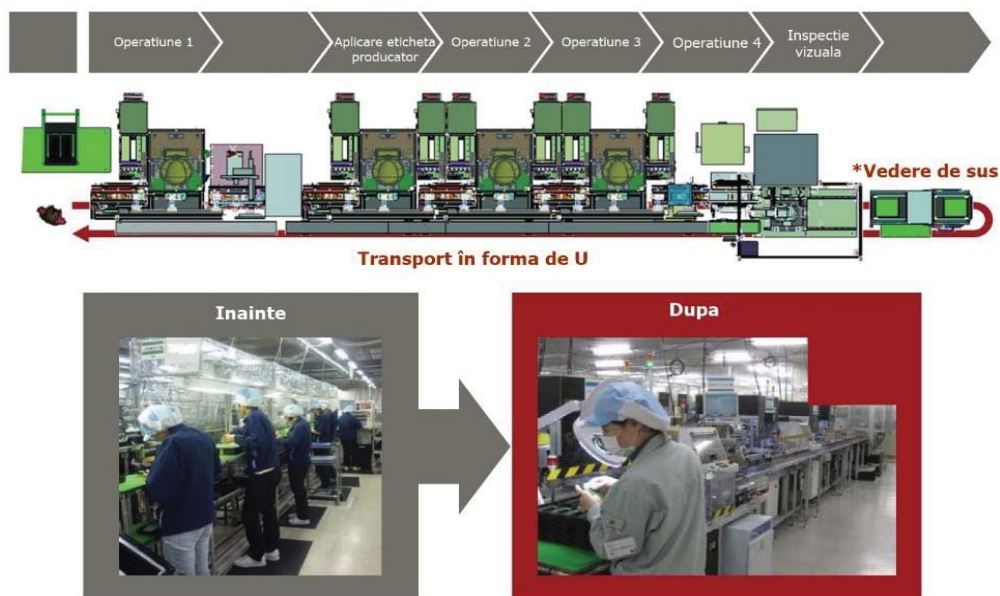 Operatiune 1
Aplicare eticheta
producator
Operatiune 2
Operatiune 3
Operatiune 4
Inspectie
vizuala
*Vedere de sus
Transport în forma de U
Inainte
Dupa